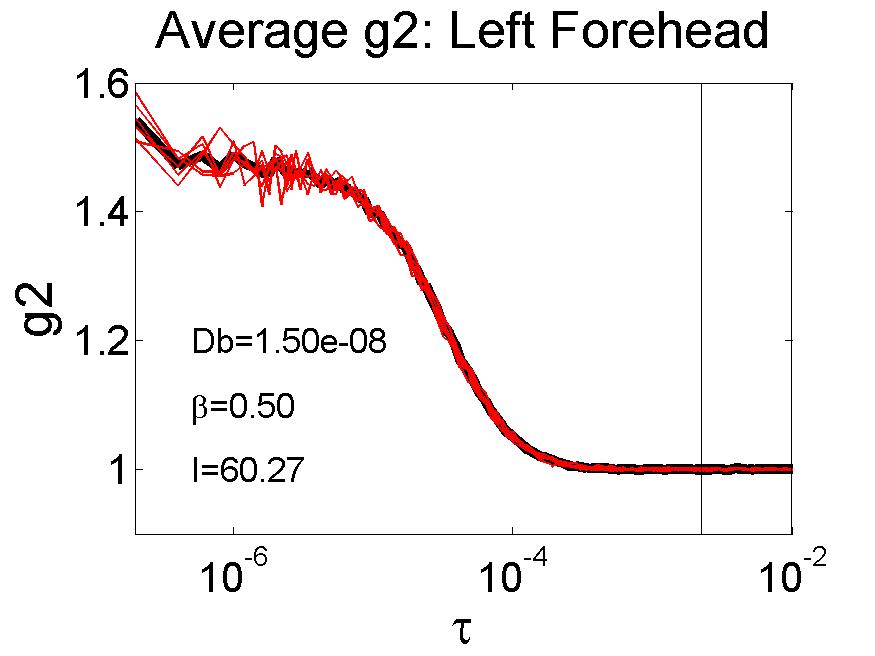 Average g2: Left Forehead
1.6
1.4
1.2
1
g2
Db=1.50e-08
β=0.50
I=60.27
10^-6
10^-4
10^-2
τ